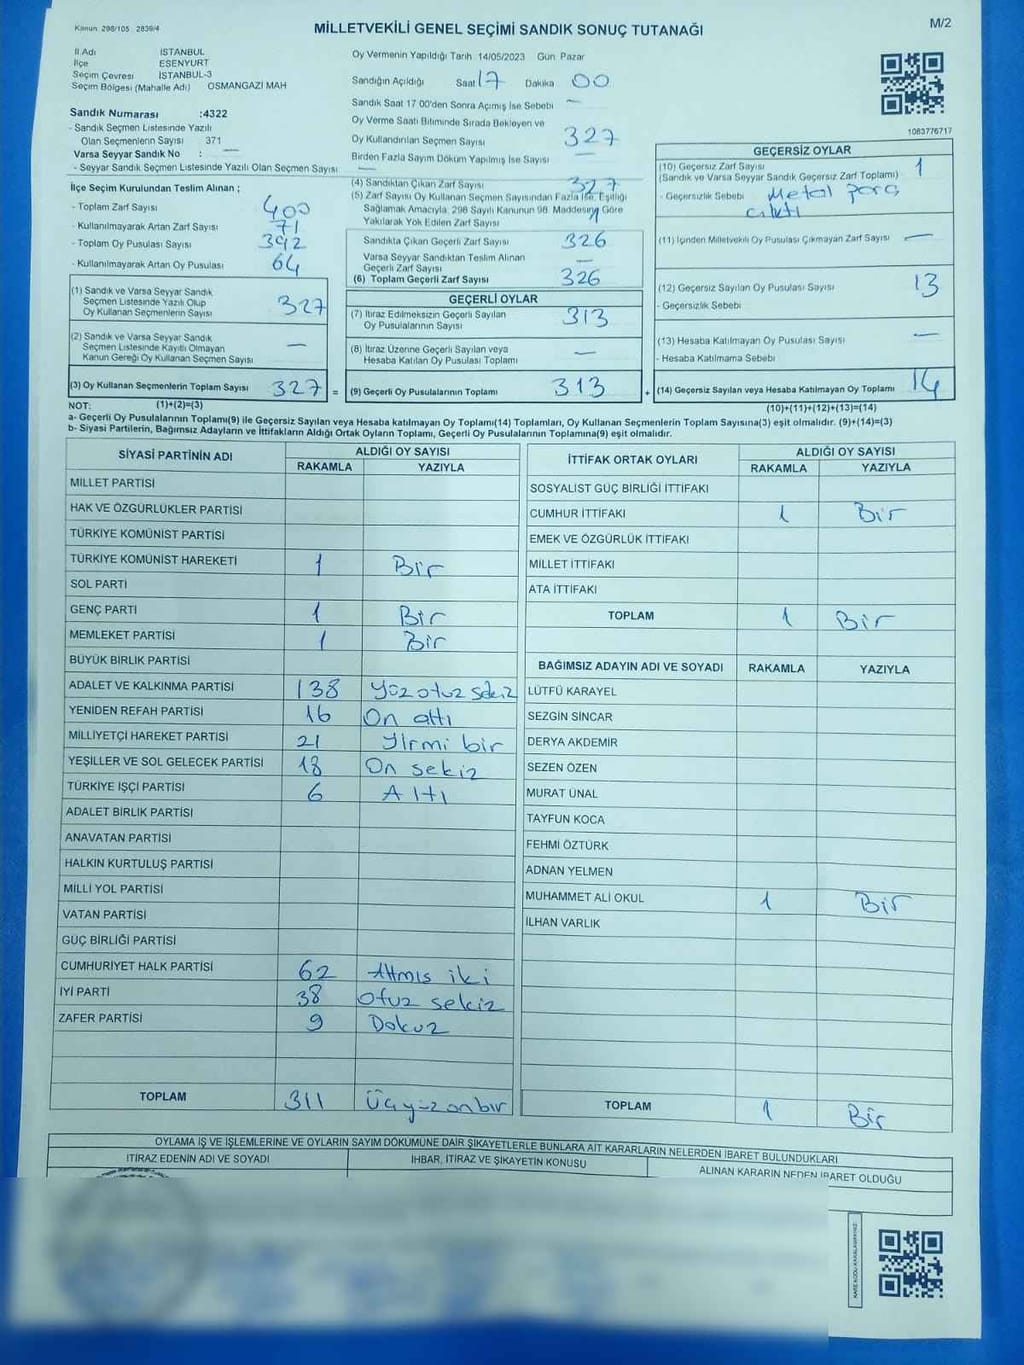 Kanun 298/105 2839/4
MİLLETVEKİLİ GENEL SEÇİMİ SANDIK SONUÇ TUTANAĞI
M/2
İl Adı İSTANBUL
İlçe ESENYURT
Seçim Çevresi İSTANBUL-3
Seçim Bölgesi (Mahalle Adı) OSMANGAZİ MAH
Sandık Numarası :4322
- Sandık Seçmen Listesinde Yazılı
Olan Seçmenlerin Sayısı 371
Varsa Seyyar Sandık No : —
- Seyyar Sandık Seçmen Listesinde Yazılı Olan Seçmen Sayısı —
İlçe Seçim Kurulundan Teslim Alınan ;
- Toplam Zarf Sayısı 400
- Kullanılmayarak Artan Zarf Sayısı 71
- Toplam Oy Pusulası Sayısı 392
- Kullanılmayarak Artan Oy Pusulası 64
(1) Sandık ve Varsa Seyyar Sandık
Seçmen Listesinde Yazılı Olup
Oy Kullanan Seçmenlerin Sayısı 327
(2) Sandık ve Varsa Seyyar Sandık
Seçmen Listesinde Kayıtlı Olmayan
Kanun Gereği Oy Kullanan Seçmen Sayısı —
(3) Oy Kullanan Seçmenlerin Toplam Sayısı 327 =
Oy Vermenin Yapıldığı Tarih 14/05/2023 Gün Pazar
Sandığın Açıldığı Saat 17 Dakika 00
Sandık Saat 17 00'den Sonra Açılmış İse Sebebi —
Oy Verme Saati Bitiminde Sırada Bekleyen ve
Oy Kullandırılan Seçmen Sayısı 327
Birden Fazla Sayım Döküm Yapılmış İse Sayısı —
(4) Sandıktan Çıkan Zarf Sayısı 327
(5) Zarf Sayısı Oy Kullanan Seçmen Sayısından Fazla İse, Eşitliği
Sağlamak Amacıyla, 298 Sayılı Kanunun 98 Maddesine Göre
Yakılarak Yok Edilen Zarf Sayısı 1
Sandıkta Çıkan Geçerli Zarf Sayısı 326
Varsa Seyyar Sandıktan Teslim Alınan
Geçerli Zarf Sayısı —
(6) Toplam Geçerli Zarf Sayısı 326
GEÇERLİ OYLAR
(7) İtiraz Edilmeksizin Geçerli Sayılan
Oy Pusulalarının Sayısı 313
(8) İtiraz Üzerine Geçerli Sayılan veya
Hesaba Katılan Oy Pusulası Toplamı —
(9) Geçerli Oy Pusulalarının Toplamı 313 +
1083776717
GEÇERSİZ OYLAR
(10) Geçersiz Zarf Sayısı 1
(Sandık ve Varsa Seyyar Sandık Geçersiz Zarf Toplamı)
- Geçersizlik Sebebi Metal parç
çıktı
(11) İçinden Milletvekili Oy Pusulası Çıkmayan Zarf Sayısı —
(12) Geçersiz Sayılan Oy Pusulası Sayısı 13
- Geçersizlik Sebebi
(13) Hesaba Katılmayan Oy Pusulası Sayısı —
- Hesaba Katılmama Sebebi
(14) Geçersiz Sayılan veya Hesaba Katılmayan Oy Toplamı 14
NOT: (1)+(2)=(3)
(10)+(11)+(12)+(13)=(14)
a- Geçerli Oy Pusulalarının Toplamı(9) ile Geçersiz Sayılan veya Hesaba katılmayan Oy Toplamı(14) Toplamları, Oy Kullanan Seçmenlerin Toplam Sayısına(3) eşit olmalıdır. (9)+(14)=(3)
b- Siyasi Partilerin, Bağımsız Adayların ve İttifakların Aldığı Ortak Oyların Toplamı, Geçerli Oy Pusulalarının Toplamına(9) eşit olmalıdır.
SİYASİ PARTİNİN ADI ALDIĞI OY SAYISI
RAKAMLA YAZIYLA
MİLLET PARTİSİ
HAK VE ÖZGÜRLÜKLER PARTİSİ
TÜRKİYE KOMÜNİST PARTİSİ
TÜRKİYE KOMÜNİST HAREKETİ 1 Bir
SOL PARTİ
GENÇ PARTİ 1 Bir
MEMLEKET PARTİSİ 1 Bir
BÜYÜK BİRLİK PARTİSİ
ADALET VE KALKINMA PARTİSİ 138 Yüz otuz sekiz
YENİDEN REFAH PARTİSİ 16 On altı
MİLLİYETÇİ HAREKET PARTİSİ 21 Yirmi bir
YEŞİLLER VE SOL GELECEK PARTİSİ 18 On sekiz
TÜRKİYE İŞÇİ PARTİSİ 6 Altı
ADALET BİRLİK PARTİSİ
ANAVATAN PARTİSİ
HALKIN KURTULUŞ PARTİSİ
MİLLİ YOL PARTİSİ
VATAN PARTİSİ
GÜÇ BİRLİĞİ PARTİSİ
CUMHURİYET HALK PARTİSİ 62 Atmış iki
İYİ PARTİ 38 Otuz sekiz
ZAFER PARTİSİ 9 Dokuz
TOPLAM 311 Üçyüzonbir
İTTİFAK ORTAK OYLARI ALDIĞI OY SAYISI
RAKAMLA YAZIYLA
SOSYALİST GÜÇ BİRLİĞİ İTTİFAKI
CUMHUR İTTİFAKI 1 Bir
EMEK VE ÖZGÜRLÜK İTTİFAKI
MİLLET İTTİFAKI
ATA İTTİFAKI
TOPLAM 1 Bir
BAĞIMSIZ ADAYIN ADI VE SOYADI RAKAMLA YAZIYLA
LÜTFÜ KARAYEL
SEZGİN SİNCAR
DERYA AKDEMİR
SEZEN ÖZEN
MURAT ÜNAL
TAYFUN KOCA
FEHMİ ÖZTÜRK
ADNAN YELMEN
MUHAMMET ALİ OKUL 1 Bir
İLHAN VARLIK
TOPLAM 1 Bir
OYLAMA İŞ VE İŞLEMLERİNE VE OYLARIN SAYIM DÖKÜMÜNE DAİR ŞİKAYETLERLE BUNLARA AİT KARARLARIN NELERDEN İBARET BULUNDUKLARI
İTİRAZ EDENİN ADI VE SOYADI
İHBAR, İTİRAZ VE ŞİKAYETİN KONUSU
ALINAN KARARIN NEDEN İBARET OLDUĞU